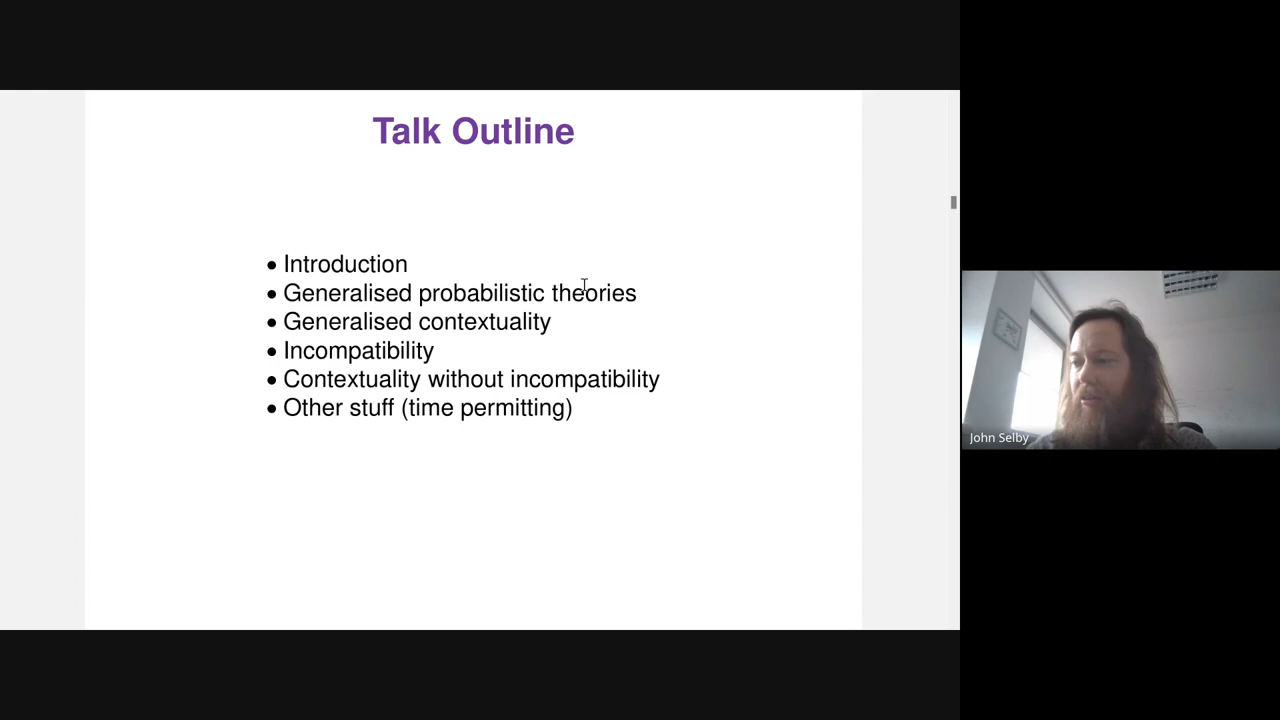 Talk Outline
• Introduction
• Generalised probabilistic theories
• Generalised contextuality
• Incompatibility
• Contextuality without incompatibility
• Other stuff (time permitting)
John Selby